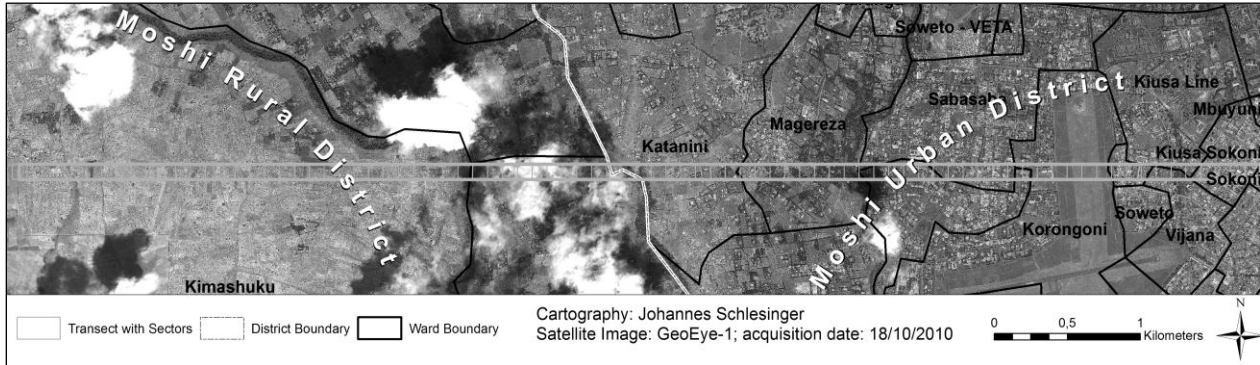 Soweto - VETA
Moshi Rural District
Moshi Urban District
Sabasaba
Kiusa Line
Magereza
Katanini
Kiusa Sokoni
Sokoni
Korongoni
Soweto
Vijana
Kimashuku
Transect with Sectors
District Boundary
Ward Boundary
Cartography: Johannes Schlesinger
Satellite Image: GeoEye-1; acquisition date: 18/10/2010
N
0 0,5 1
Kilometers